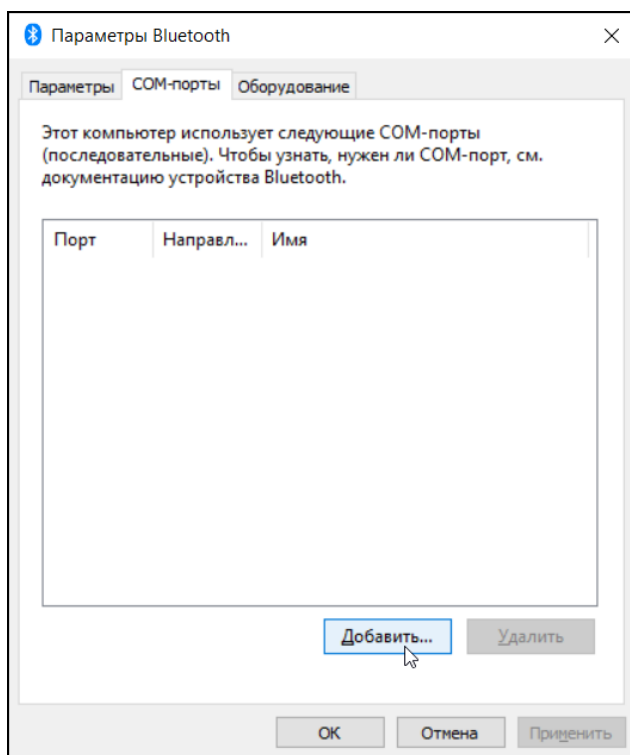 Параметры Bluetooth
Параметры COM-порты Оборудование
Этот компьютер использует следующие COM-порты
(последовательные). Чтобы узнать, нужен ли COM-порт, см.
документацию устройства Bluetooth.
Порт Направл... Имя
Добавить... Удалить
ОК Отмена Применить